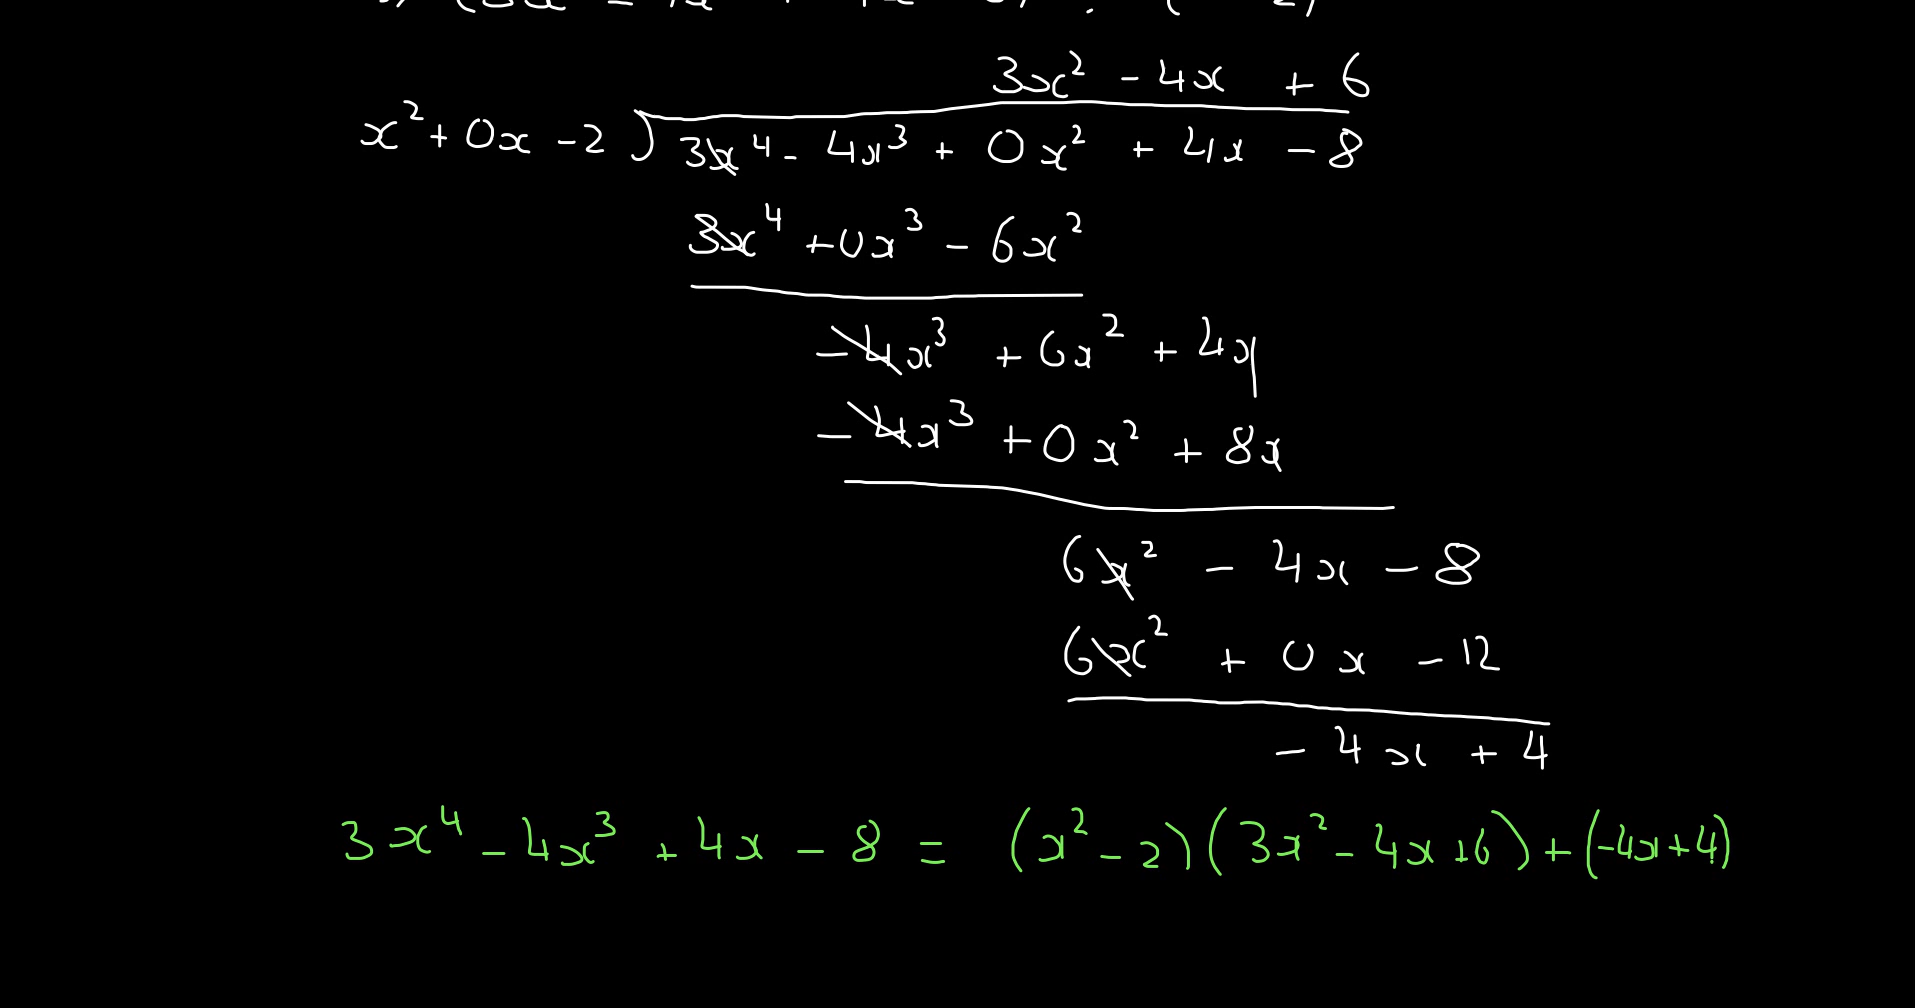 3x² - 4x + 6
x² + 0x - 2 ) 3x⁴ - 4x³ + 0x² + 4x - 8
3x⁴ + 0x³ - 6x²
-4x³ + 6x² + 4x
-4x³ + 0x² + 8x
6x² - 4x - 8
6x² + 0x - 12
- 4x + 4
3x⁴ - 4x³ + 4x - 8 = (x² - 2)(3x² - 4x + 6) + (-4x + 4)